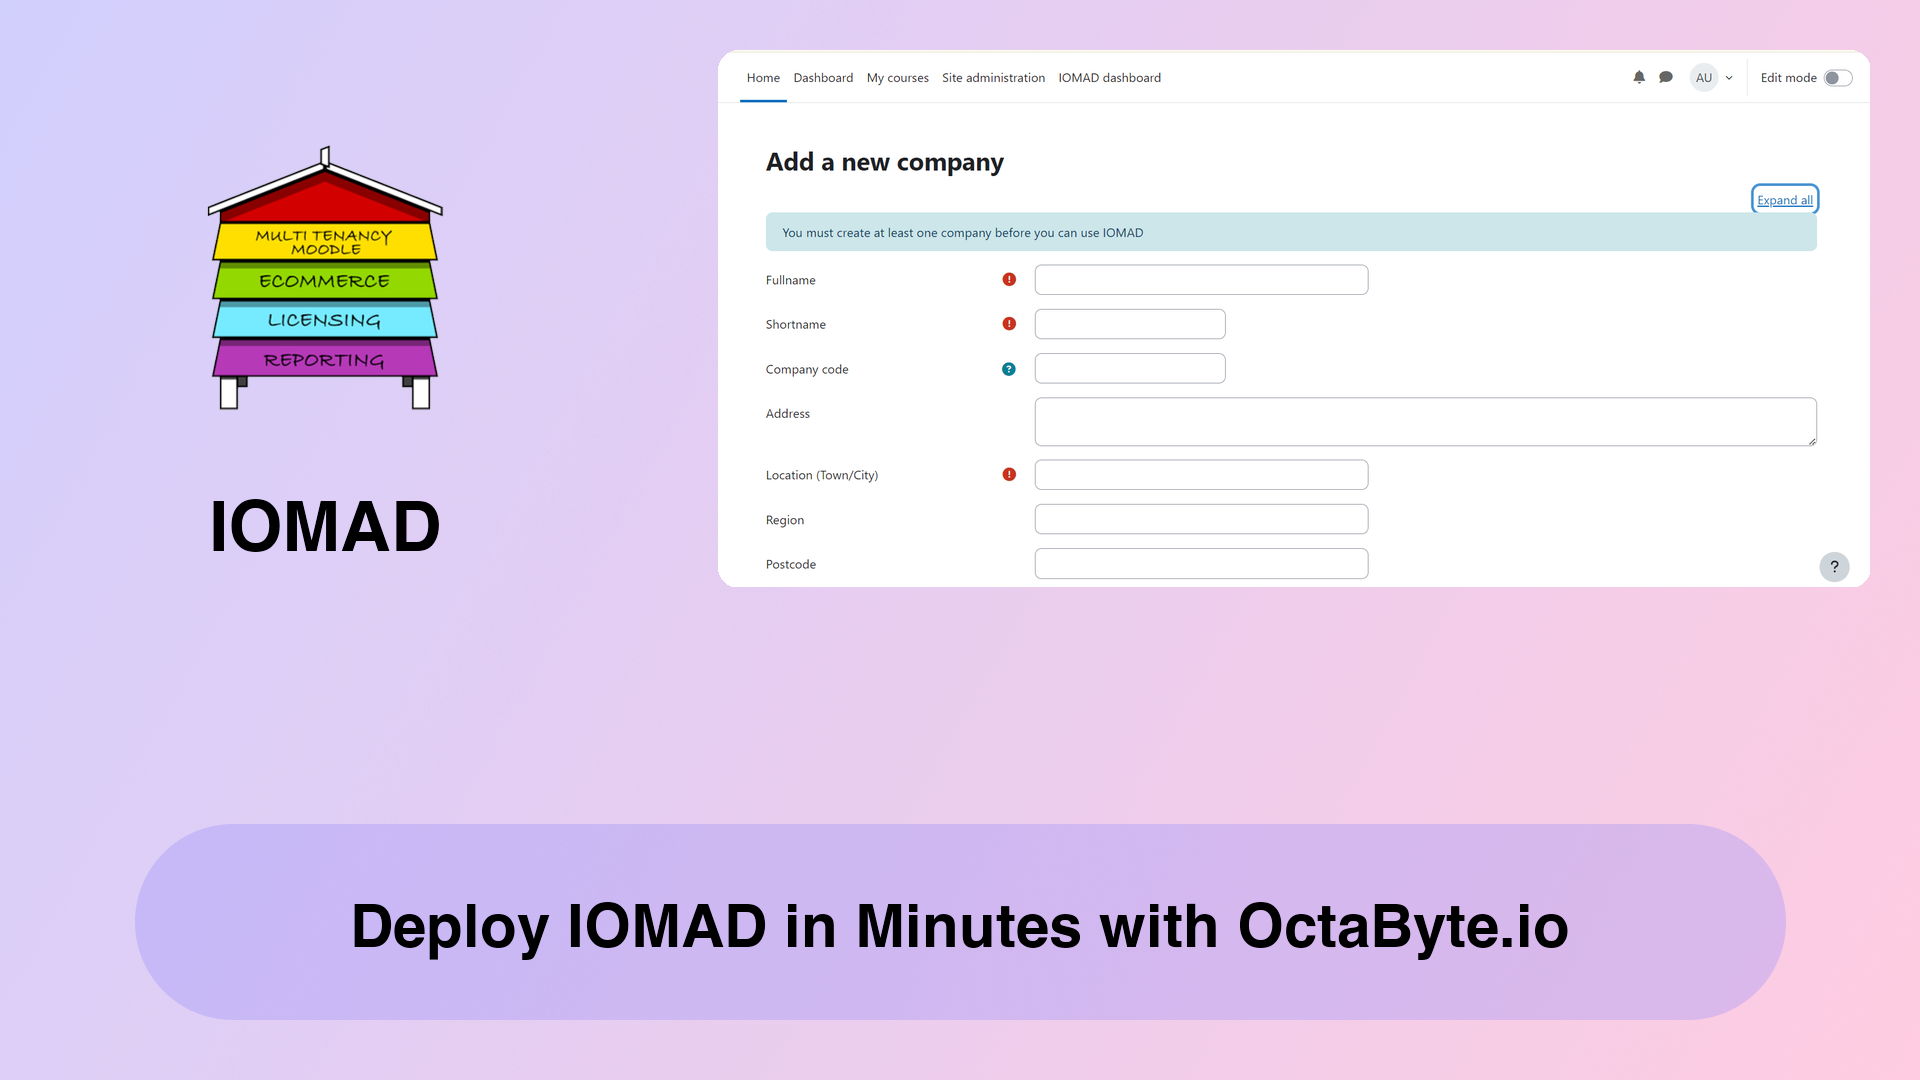 MULTI TENANCY
MOODLE
ECOMMERCE
LICENSING
REPORTING
IOMAD
Home Dashboard My courses Site administration IOMAD dashboard AU Edit mode
Add a new company
Expand all
You must create at least one company before you can use IOMAD
Fullname !
Shortname !
Company code ?
Address
Location (Town/City) !
Region
Postcode
?
Deploy IOMAD in Minutes with OctaByte.io